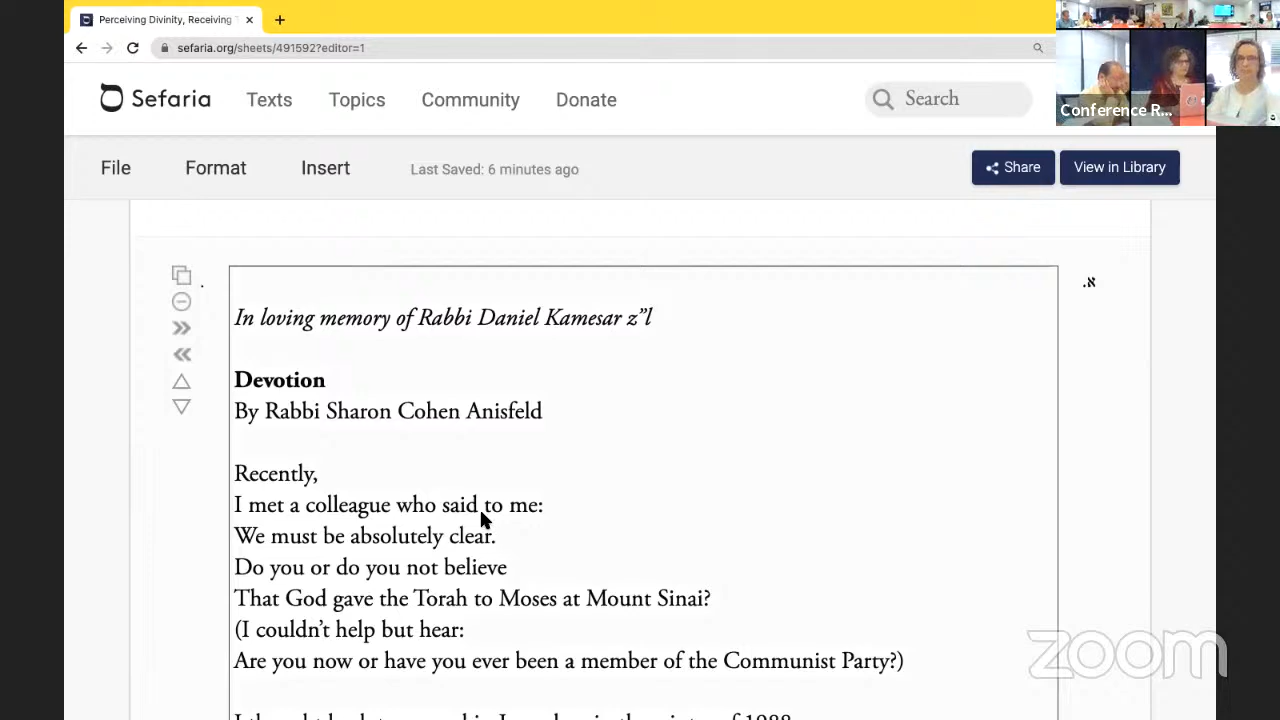 Perceiving Divinity, Receiving
sefaria.org/sheets/491592?editor=1
Sefaria
Texts
Topics
Community
Donate
Search
Conference R...
File
Format
Insert
Last Saved: 6 minutes ago
Share
View in Library
א.
In loving memory of Rabbi Daniel Kamesar z”l
Devotion
By Rabbi Sharon Cohen Anisfeld
Recently,
I met a colleague who said to me:
We must be absolutely clear.
Do you or do you not believe
That God gave the Torah to Moses at Mount Sinai?
(I couldn’t help but hear:
Are you now or have you ever been a member of the Communist Party?)
zoom